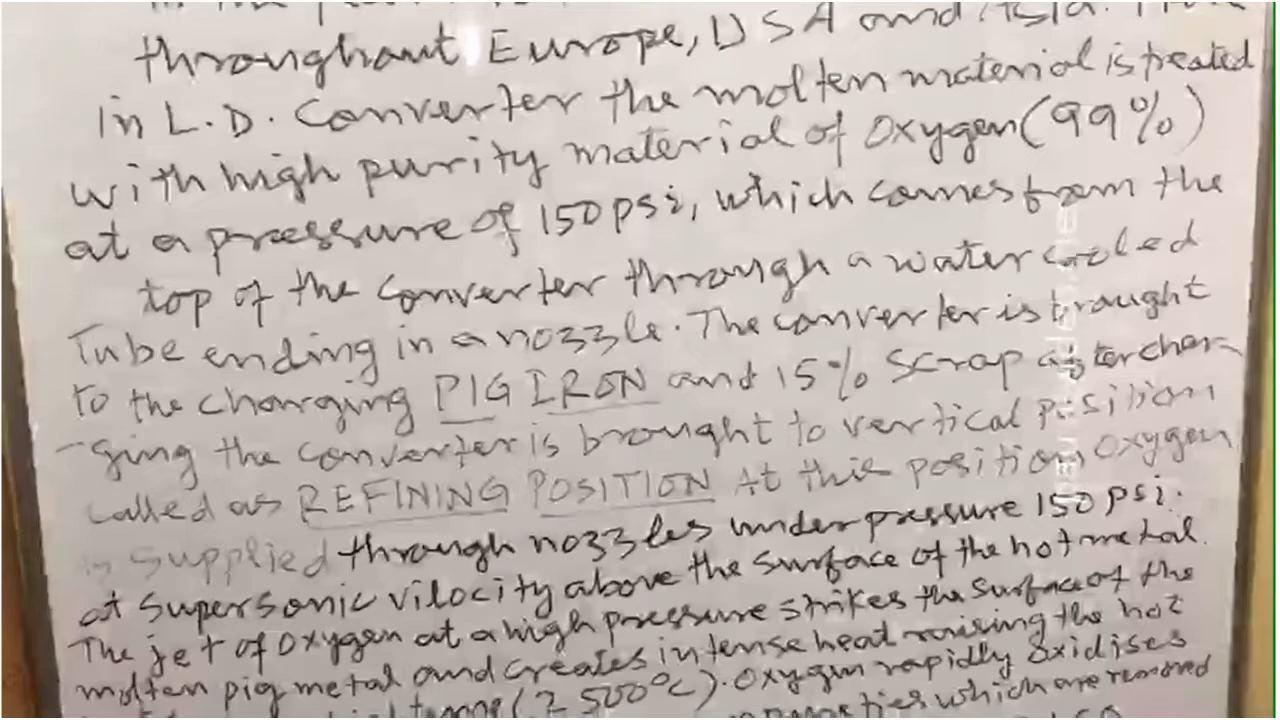 throughout Europe, USA and Asia.
in L.D. Converter the molten material is treated
with high purity material of Oxygen (99%)
at a pressure of 150 psi, which comes from the
top of the converter through a water cooled
Tube ending in a nozzle. The converter is brought
to the charging PIG IRON and 15% scrap after char-
-ging the converter is brought to vertical position
called as REFINING POSITION At this position oxygen
is supplied through nozzles under pressure 150 psi.
at supersonic vilocity above the surface of the hot metal.
The jet of oxygen at a high pressure strikes the surface of the
molten pig metal and creates intense heat raising the hot
(2500°C). Oxygen rapidly oxidises
which are removed